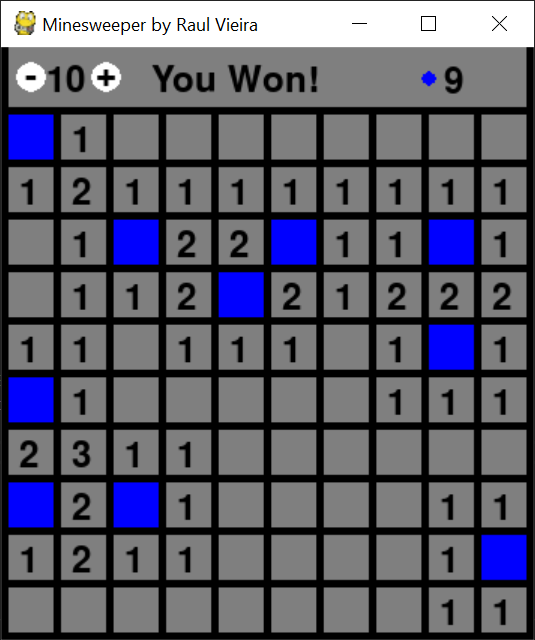 Minesweeper by Raul Vieira
- 10 + You Won! 9
1
1 2 1 1 1 1 1 1 1 1
1 2 2 1 1 1
1 1 2 2 1 2 2 2
1 1 1 1 1 1 1
1 1 1 1
2 3 1 1
2 1 1 1
1 2 1 1 1
1 1